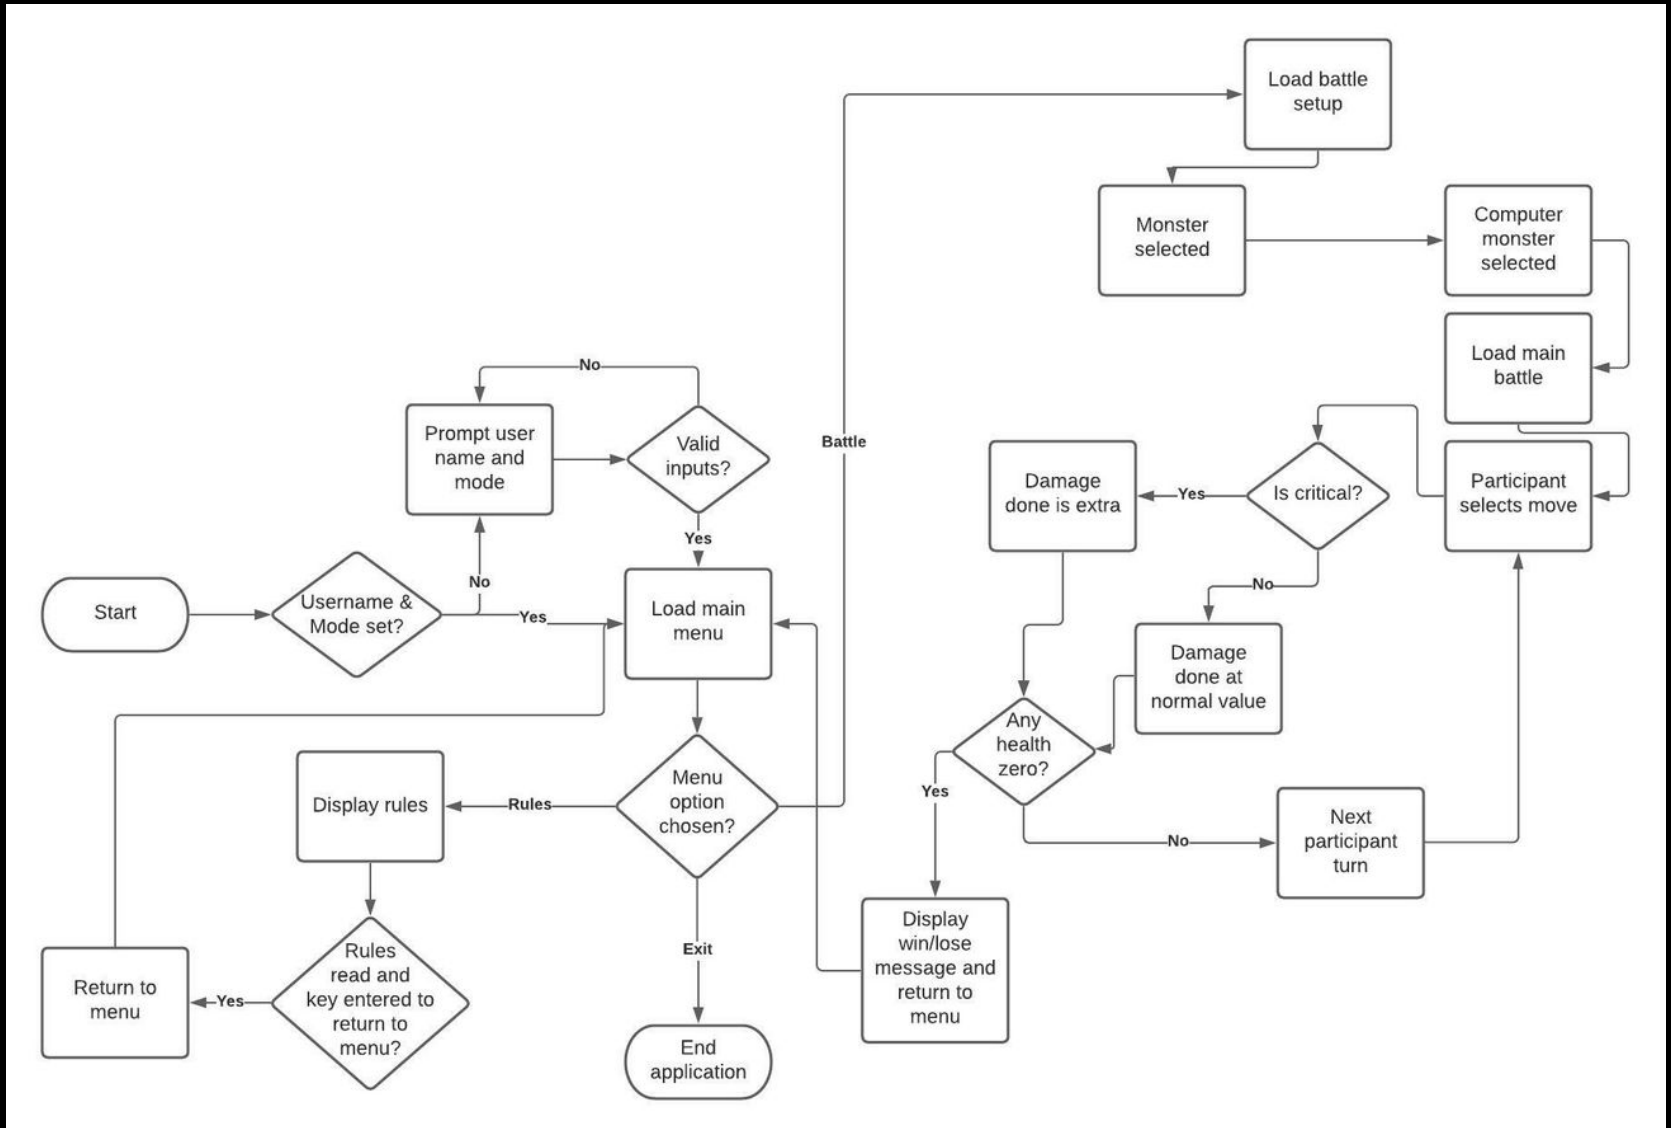 Load battle
setup
Monster
selected
Computer
monster
selected
Load main
battle
No
Prompt user
name and
mode
Valid
inputs?
Battle
Damage
done is extra
Yes
Is critical?
Participant
selects move
Yes
No
No
Start
Username &
Mode set?
Yes
Load main
menu
Damage
done at
normal value
Any
health
zero?
Yes
Display rules
Rules
Menu
option
chosen?
No
Next
participant
turn
Exit
Display
win/lose
message and
return to
menu
Return to
menu
Yes
Rules
read and
key entered to
return to
menu?
End
application